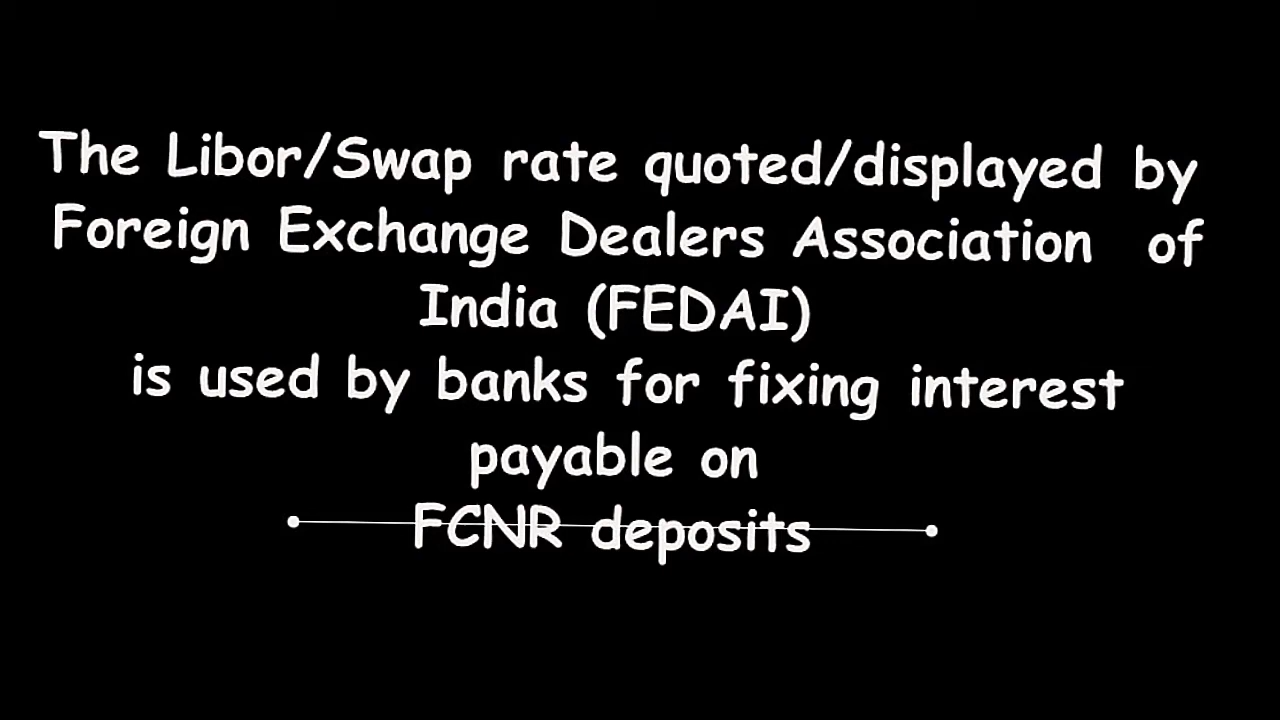 The Libor/Swap rate quoted/displayed by
Foreign Exchange Dealers Association of
India (FEDAI)
is used by banks for fixing interest
payable on
FCNR deposits